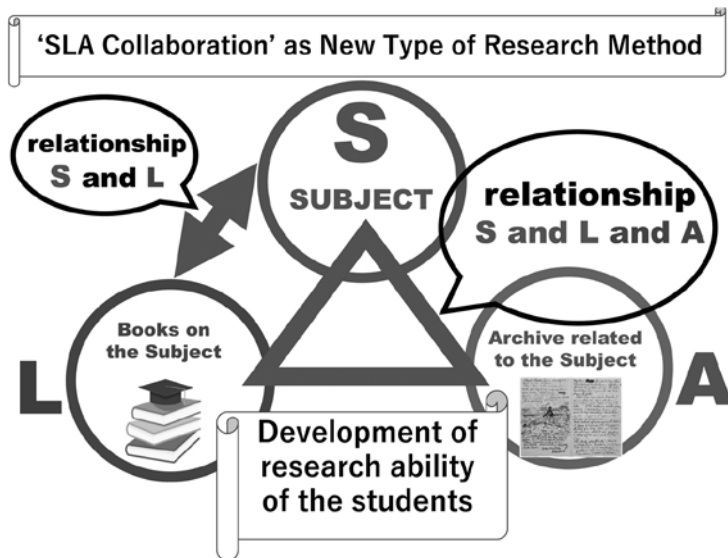 ‘SLA Collaboration’ as New Type of Research Method
relationship
S and L
S
SUBJECT
relationship
S and L and A
L
Books on
the Subject
Archive related
to the Subject
A
Development of
research ability
of the students